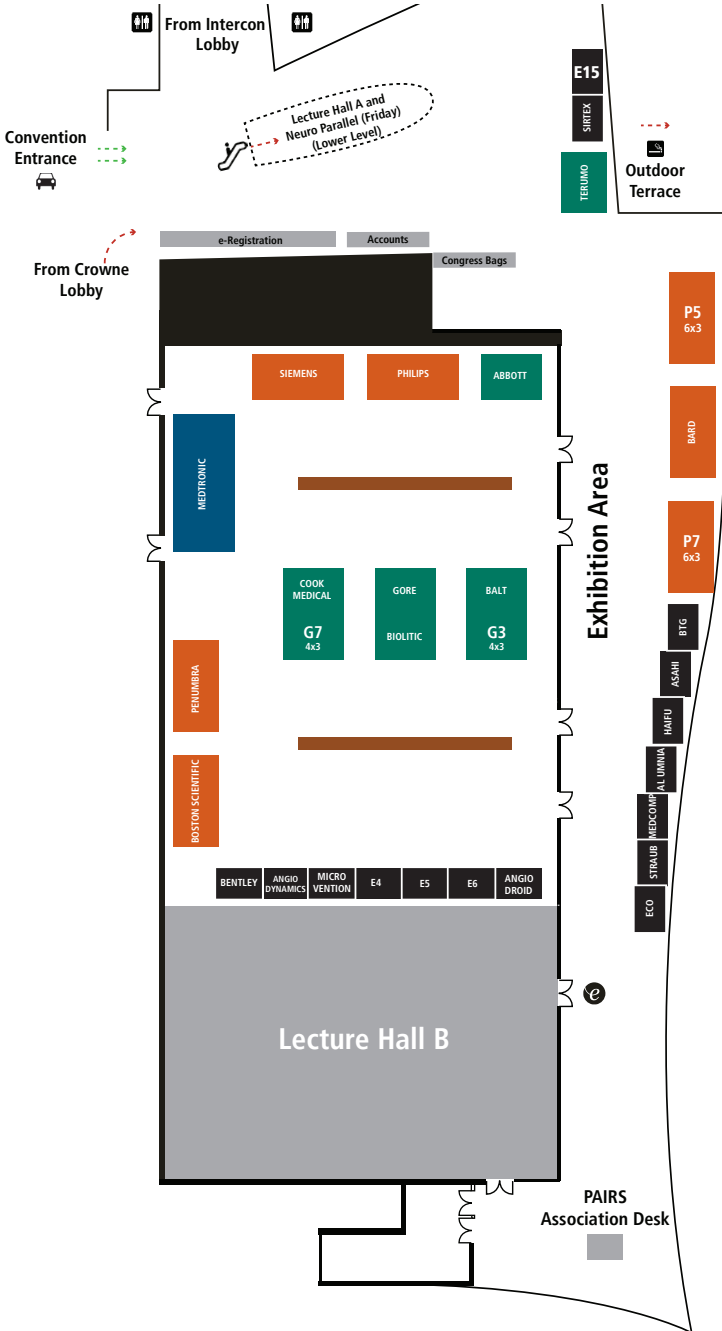 From Intercon
Lobby
E15
SIRTEX
Lecture Hall A and
Neuro Parallel (Friday)
(Lower Level)
Convention
Entrance
TERUMO
Outdoor
Terrace
e-Registration
Accounts
Congress Bags
From Crowne
Lobby
P5
6x3
SIEMENS
PHILIPS
ABBOTT
BARD
MEDTRONIC
Exhibition Area
P7
6x3
COOK
MEDICAL
G7
4x3
GORE
BIOLITIC
BALT
G3
4x3
BTG
ASAHI
PENUMBRA
HAIFU
AL UMNIA
BOSTON SCIENTIFIC
MEDCOMP
STRAUB
BENTLEY
ANGIO
DYNAMICS
MICRO
VENTION
E4
E5
E6
ANGIO
DROID
ECO
e
Lecture Hall B
PAIRS
Association Desk